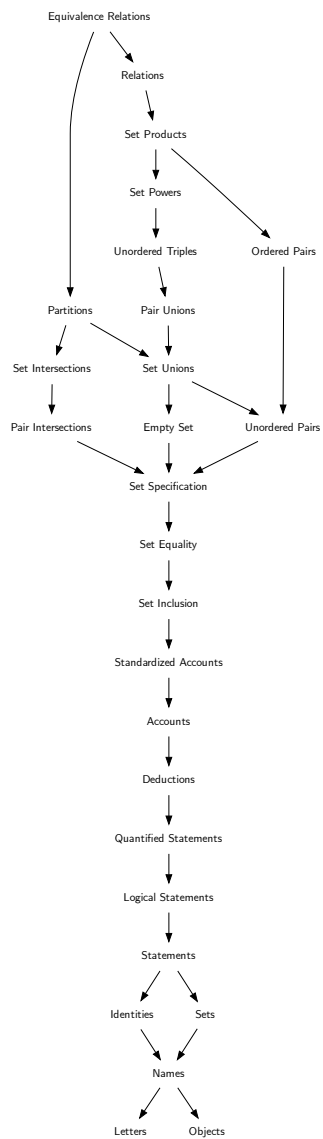 Equivalence Relations
Relations
Set Products
Set Powers
Unordered Triples
Ordered Pairs
Partitions
Pair Unions
Set Intersections
Set Unions
Pair Intersections
Empty Set
Unordered Pairs
Set Specification
Set Equality
Set Inclusion
Standardized Accounts
Accounts
Deductions
Quantified Statements
Logical Statements
Statements
Identities
Sets
Names
Letters
Objects